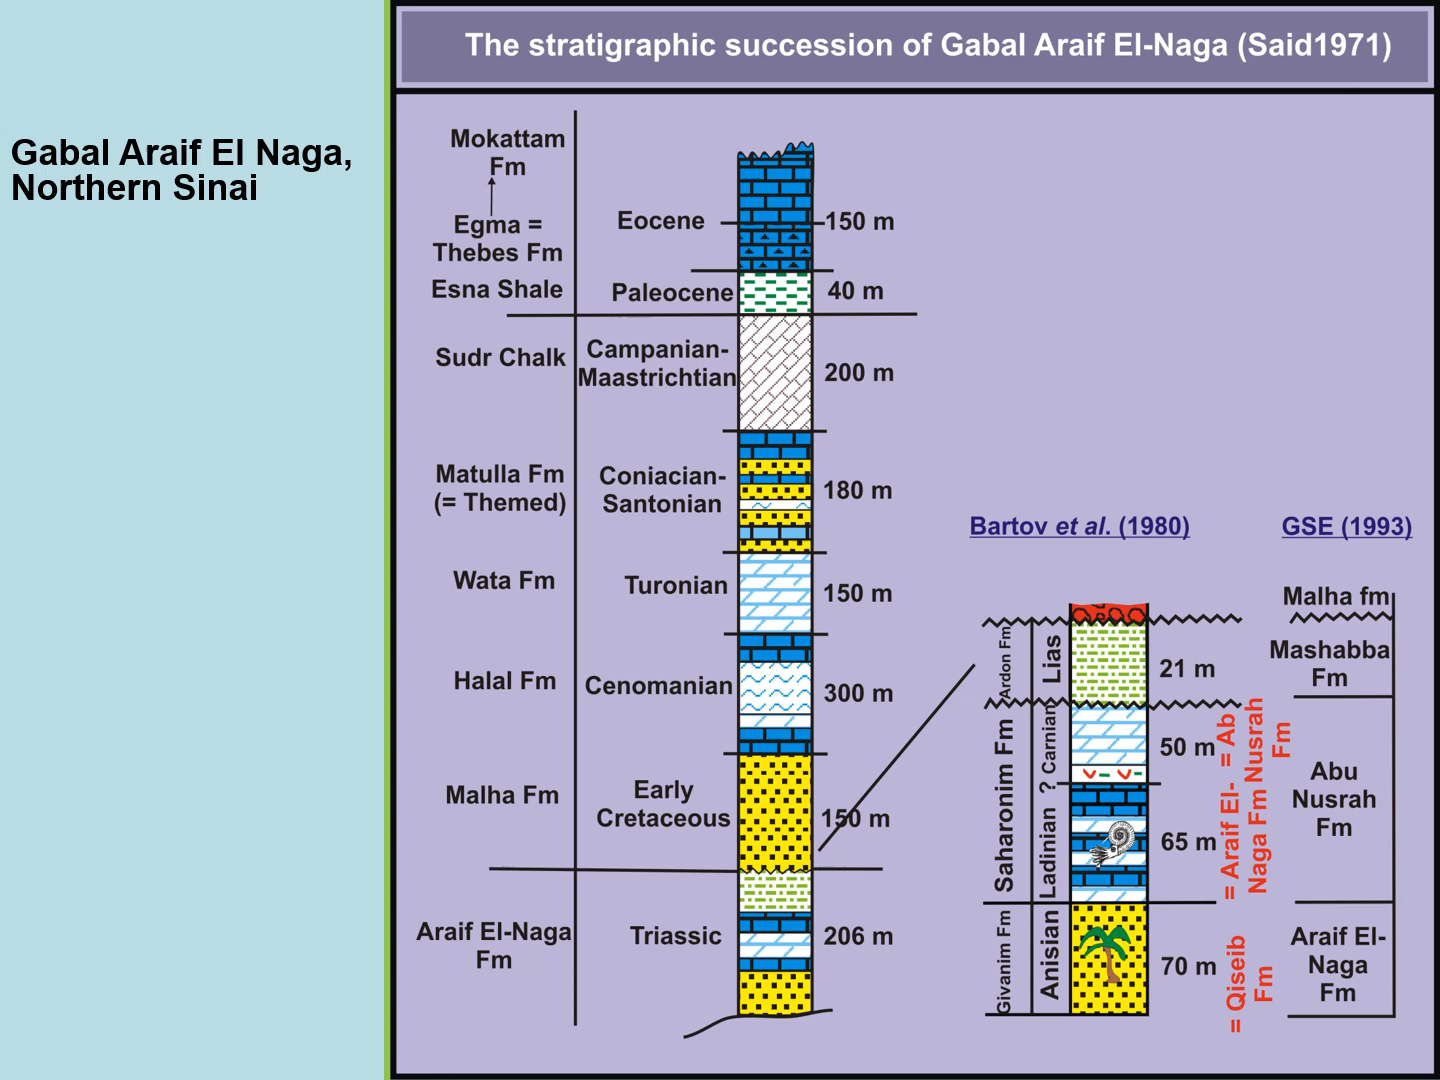 The stratigraphic succession of Gabal Araif El-Naga (Said1971)
Gabal Araif El Naga,
Northern Sinai
Mokattam
Fm
Egma =
Thebes Fm
Eocene
150 m
Esna Shale
Paleocene
40 m
Sudr Chalk
Campanian-
Maastrichtian
200 m
Matulla Fm
(= Themed)
Coniacian-
Santonian
180 m
Wata Fm
Turonian
150 m
Halal Fm
Cenomanian
300 m
Malha Fm
Early
Cretaceous
150 m
Araif El-Naga
Fm
Triassic
206 m
Bartov et al. (1980)
Ardon Fm
Lias
21 m
Saharonim Fm
? Carnian
50 m
Ladinian
65 m
Givanim Fm
Anisian
70 m
= Araif El-
Naga Fm
= Ab
Nusrah
Fm
= Qiseib
Fm
GSE (1993)
Malha fm
Mashabba
Fm
Abu
Nusrah
Fm
Araif El-
Naga
Fm